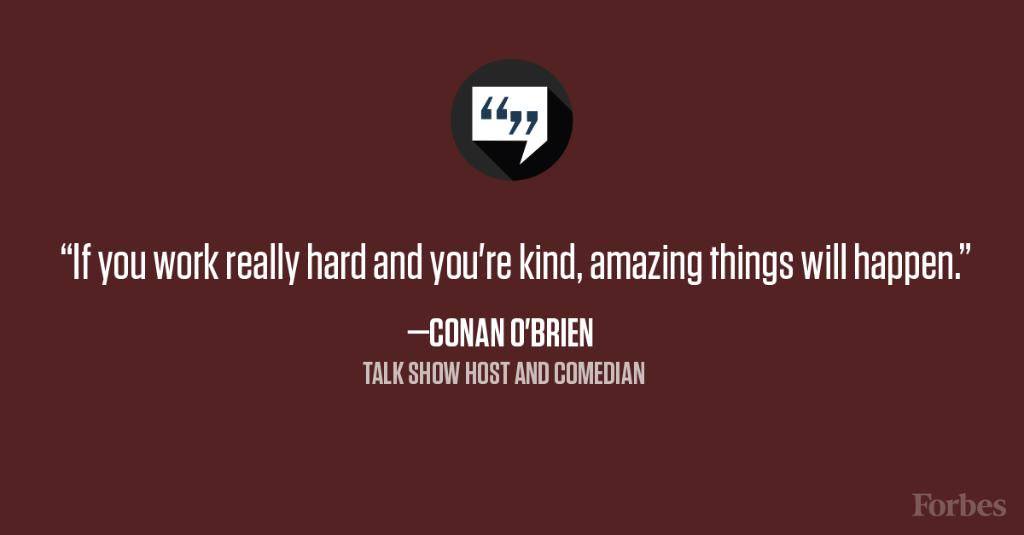 “If you work really hard and you're kind, amazing things will happen.”
—CONAN O'BRIEN
TALK SHOW HOST AND COMEDIAN
Forbes